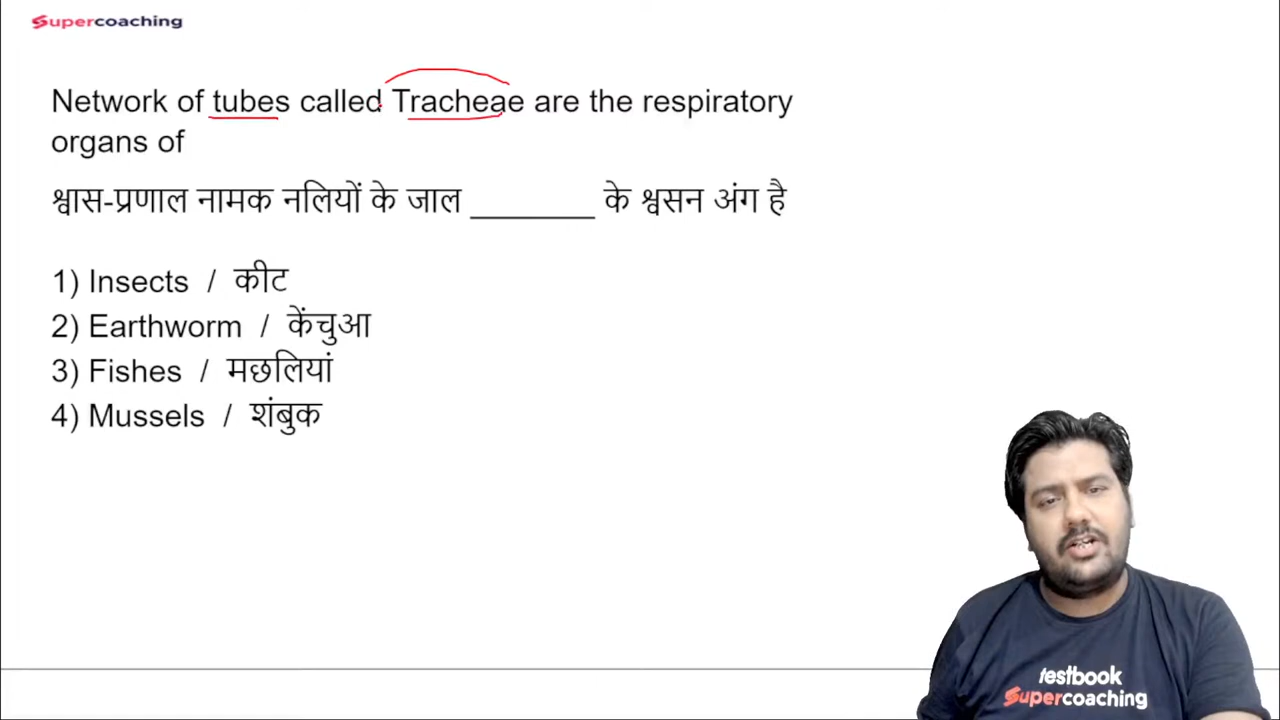 Supercoaching
Network of tubes called Tracheae are the respiratory
organs of
श्वास-प्रणाल नामक नलियों के जाल ________ के श्वसन अंग है
1) Insects / कीट
2) Earthworm / केंचुआ
3) Fishes / मछलियां
4) Mussels / शंबुक
testbook
Supercoaching